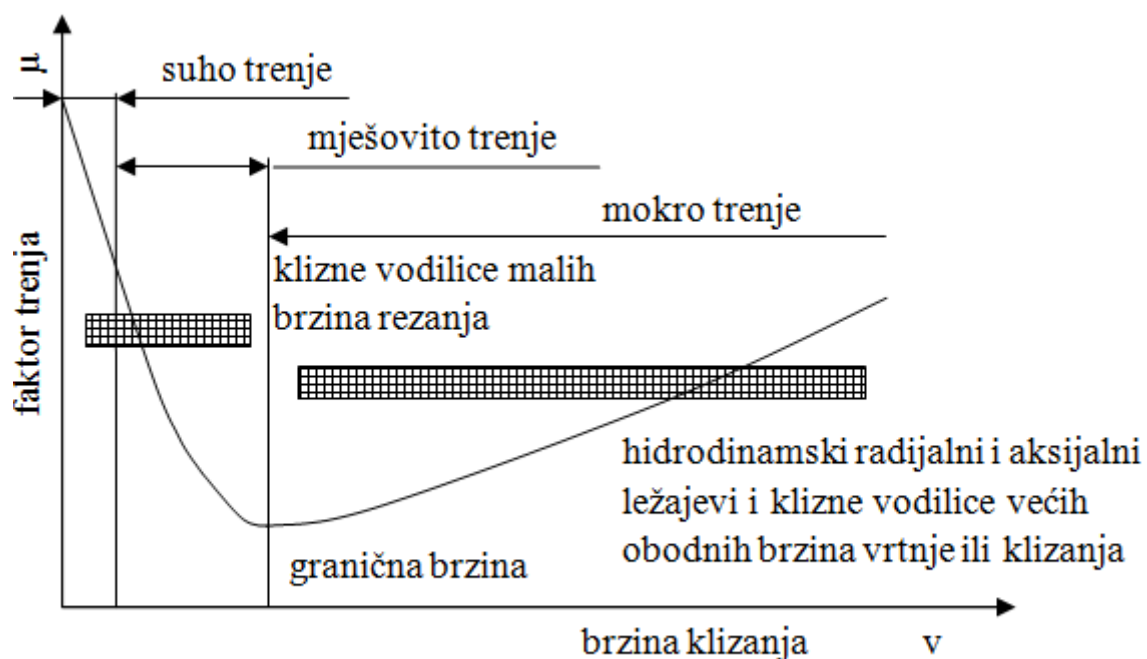 μ
suho trenje
mješovito trenje
mokro trenje
faktor trenja
klizne vodilice malih
brzina rezanja
hidrodinamski radijalni i aksijalni
ležajevi i klizne vodilice većih
obodnih brzina vrtnje ili klizanja
granična brzina
brzina klizanja
v